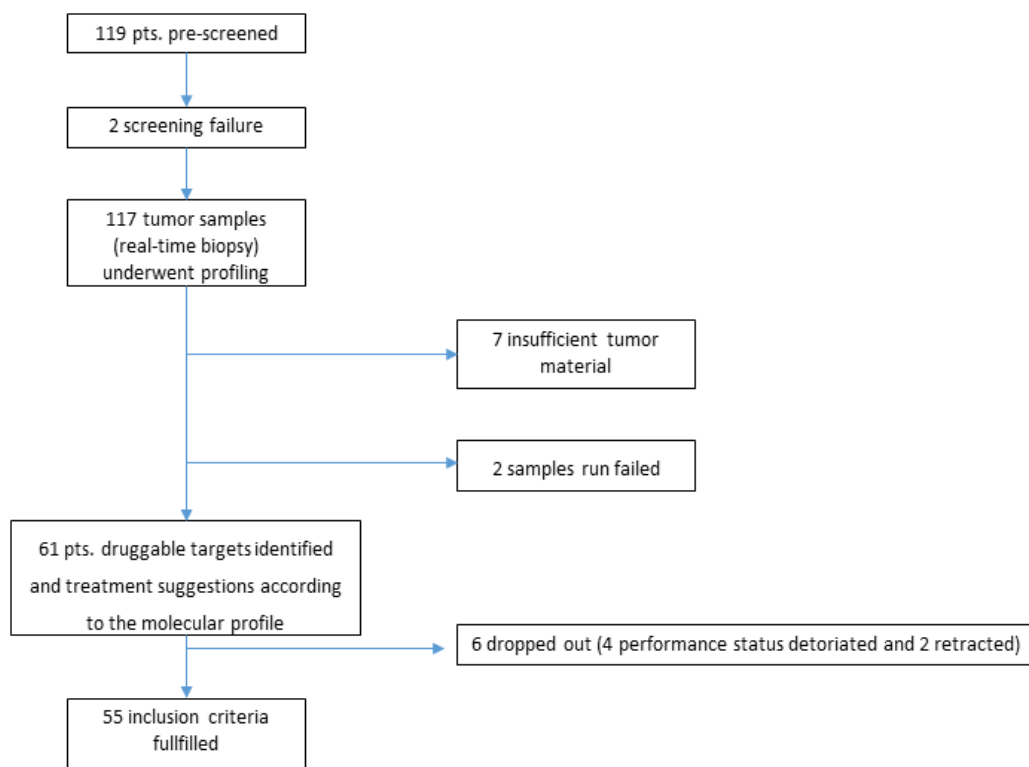 119 pts. pre-screened
2 screening failure
117 tumor samples
(real-time biopsy)
underwent profiling
7 insufficient tumor
material
2 samples run failed
61 pts. druggable targets identified
and treatment suggestions according
to the molecular profile
6 dropped out (4 performance status detoriated and 2 retracted)
55 inclusion criteria
fullfilled